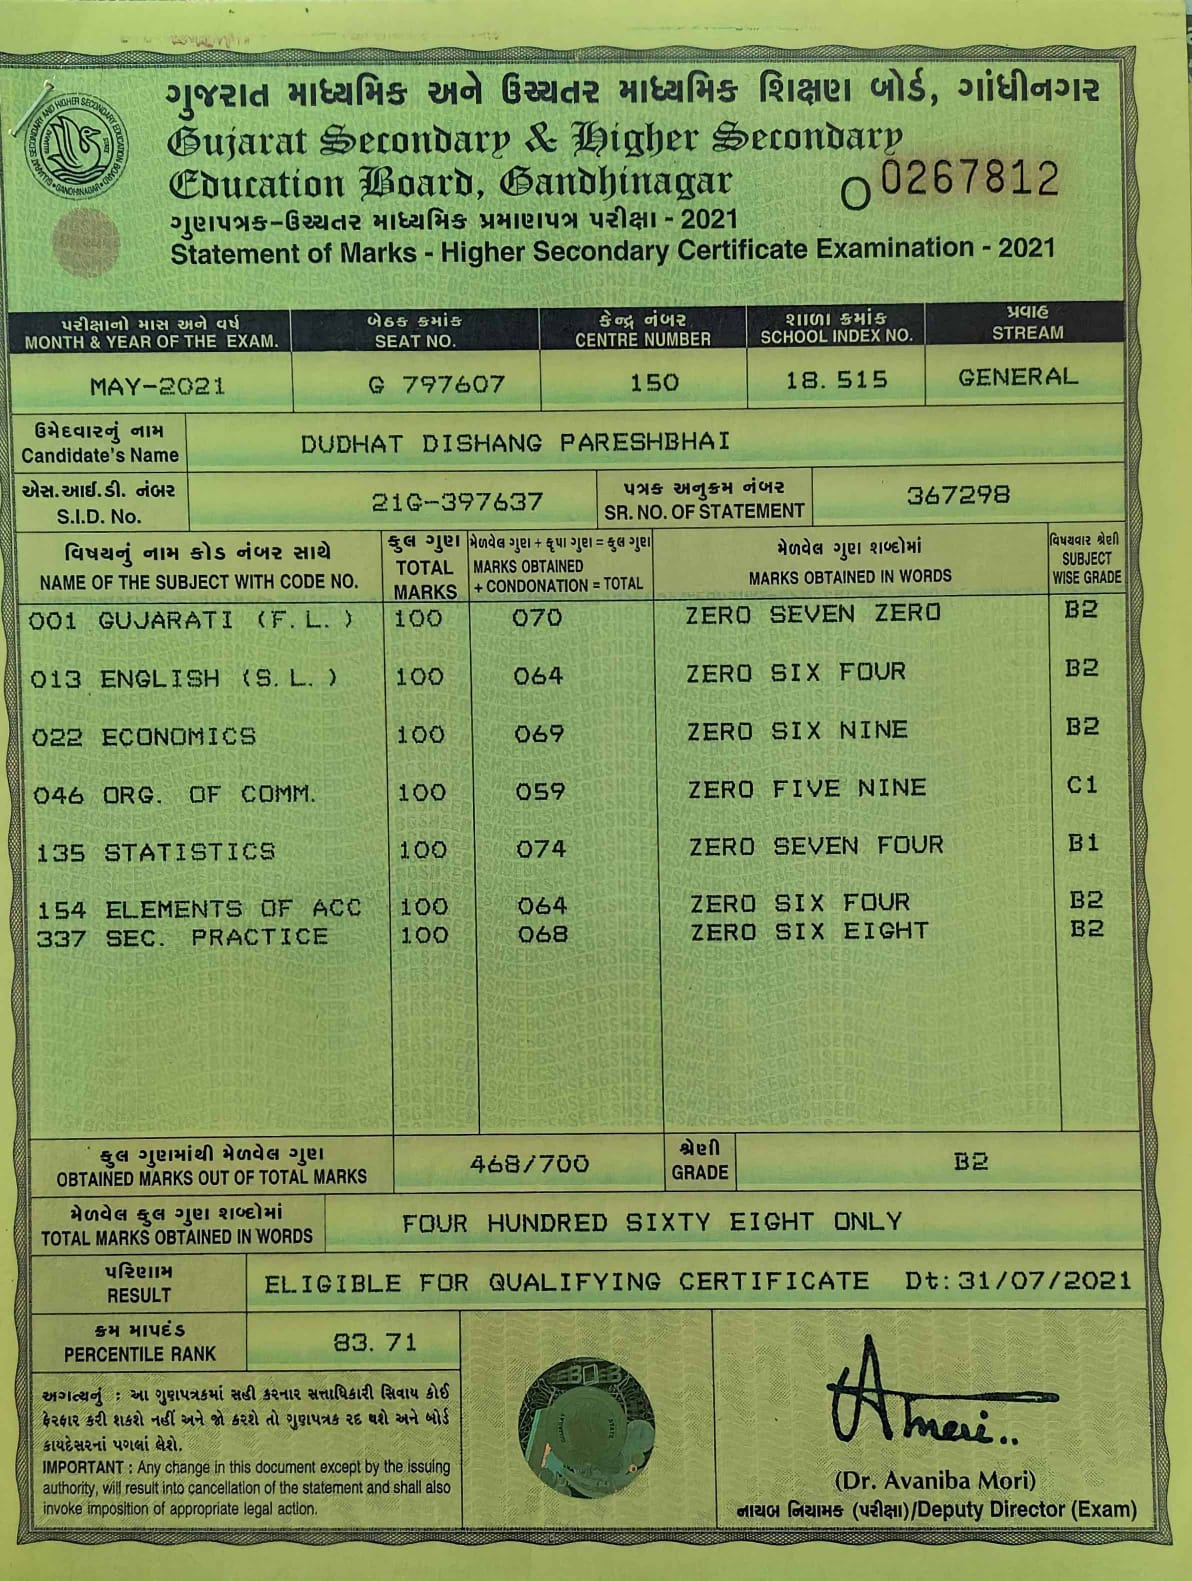 ગુજરાત માધ્યમિક અને ઉચ્ચતર માધ્યમિક શિક્ષણ બોર્ડ, ગાંધીનગર
Gujarat Secondary & Higher Secondary
Education Board, Gandhinagar
O 0267812
ગુણપત્રક-ઉચ્ચતર માધ્યમિક પ્રમાણપત્ર પરીક્ષા - 2021
Statement of Marks - Higher Secondary Certificate Examination - 2021
પરીક્ષાનો માસ અને વર્ષ બેઠક ક્રમાંક કેન્દ્ર નંબર શાળા ક્રમાંક પ્રવાહ
MONTH & YEAR OF THE EXAM. SEAT NO. CENTRE NUMBER SCHOOL INDEX NO. STREAM
MAY-2021 G 797607 150 18.515 GENERAL
ઉમેદવારનું નામ
Candidate's Name DUDHAT DISHANG PARESHBHAI
એસ.આઈ.ડી. નંબર પત્રક અનુક્રમ નંબર
S.I.D. No. 21G-397637 SR. NO. OF STATEMENT 367298
વિષયનું નામ કોડ નંબર સાથે કુલ ગુણ મેળવેલ ગુણ + કૃપા ગુણ = કુલ ગુણ મેળવેલ ગુણ શબ્દોમાં વિષયવાર શ્રેણી
NAME OF THE SUBJECT WITH CODE NO. TOTAL MARKS MARKS OBTAINED + CONDONATION = TOTAL MARKS OBTAINED IN WORDS SUBJECT WISE GRADE
001 GUJARATI (F.L.) 100 070 ZERO SEVEN ZERO B2
013 ENGLISH (S.L.) 100 064 ZERO SIX FOUR B2
022 ECONOMICS 100 069 ZERO SIX NINE B2
046 ORG. OF COMM. 100 059 ZERO FIVE NINE C1
135 STATISTICS 100 074 ZERO SEVEN FOUR B1
154 ELEMENTS OF ACC 100 064 ZERO SIX FOUR B2
337 SEC. PRACTICE 100 068 ZERO SIX EIGHT B2
કુલ ગુણમાંથી મેળવેલ ગુણ શ્રેણી
OBTAINED MARKS OUT OF TOTAL MARKS 468/700 GRADE B2
મેળવેલ કુલ ગુણ શબ્દોમાં
TOTAL MARKS OBTAINED IN WORDS FOUR HUNDRED SIXTY EIGHT ONLY
પરિણામ
RESULT ELIGIBLE FOR QUALIFYING CERTIFICATE Dt:31/07/2021
ક્રમ માપદંડ
PERCENTILE RANK 83.71
અગત્યનું : આ ગુણપત્રકમાં સહી કરનાર સત્તાધિકારી સિવાય કોઈ
ફેરફાર કરી શકશે નહીં અને જો કરશે તો ગુણપત્રક રદ થશે અને બોર્ડ
કાયદેસરનાં પગલાં લેશે.
IMPORTANT : Any change in this document except by the issuing
authority, will result into cancellation of the statement and shall also
invoke imposition of appropriate legal action.
(Dr. Avaniba Mori)
નાયબ નિયામક (પરીક્ષા)/Deputy Director (Exam)